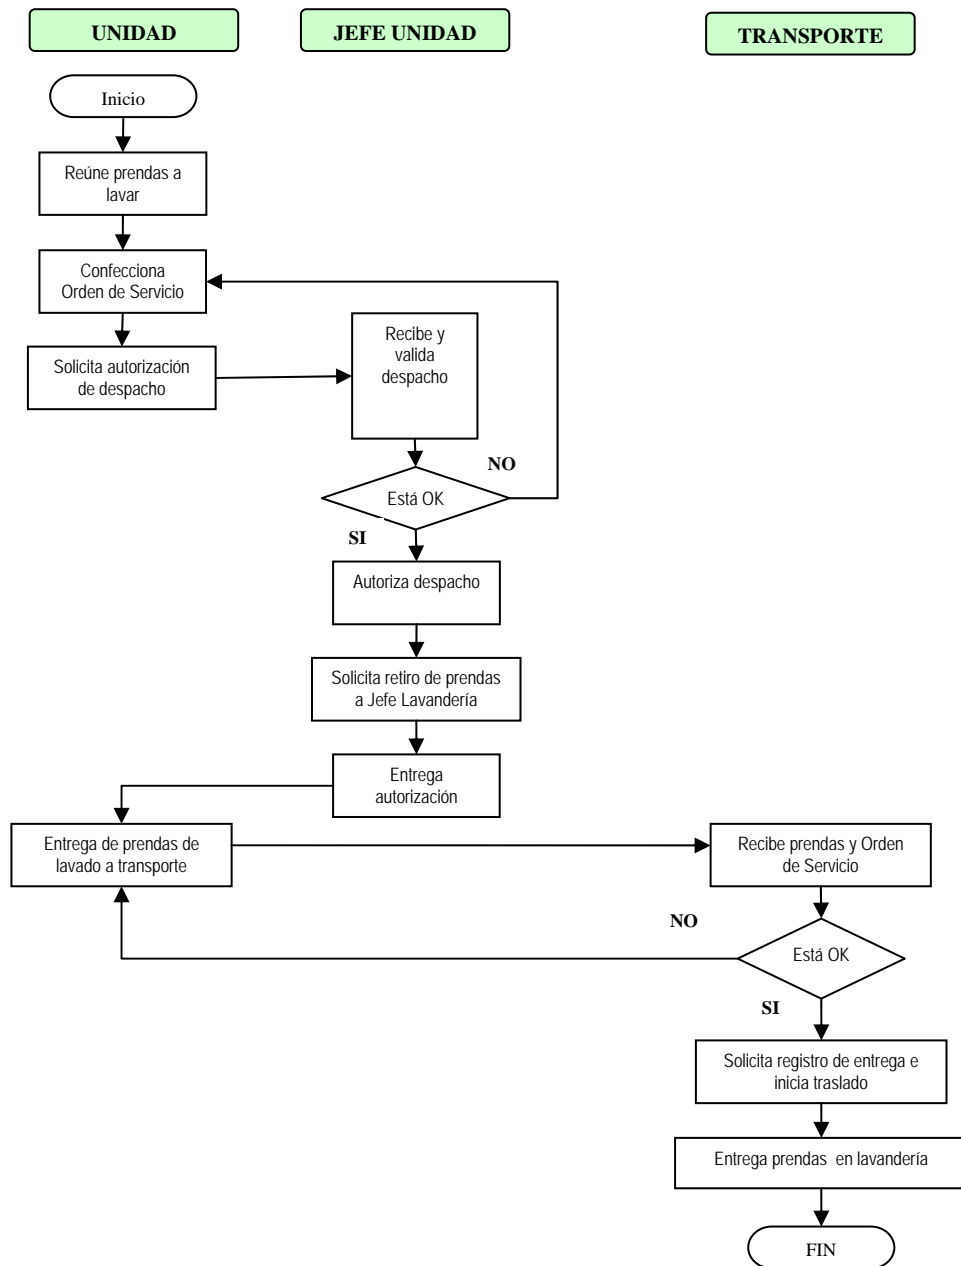 UNIDAD
JEFE UNIDAD
TRANSPORTE
Inicio
Reúne prendas a
lavar
Confecciona
Orden de Servicio
Solicita autorización
de despacho
Recibe y
valida
despacho
NO
Está OK
SI
Autoriza despacho
Solicita retiro de prendas
a Jefe Lavandería
Entrega
autorización
Entrega de prendas de
lavado a transporte
Recibe prendas y Orden
de Servicio
NO
Está OK
SI
Solicita registro de entrega e
inicia traslado
Entrega prendas en lavandería
FIN